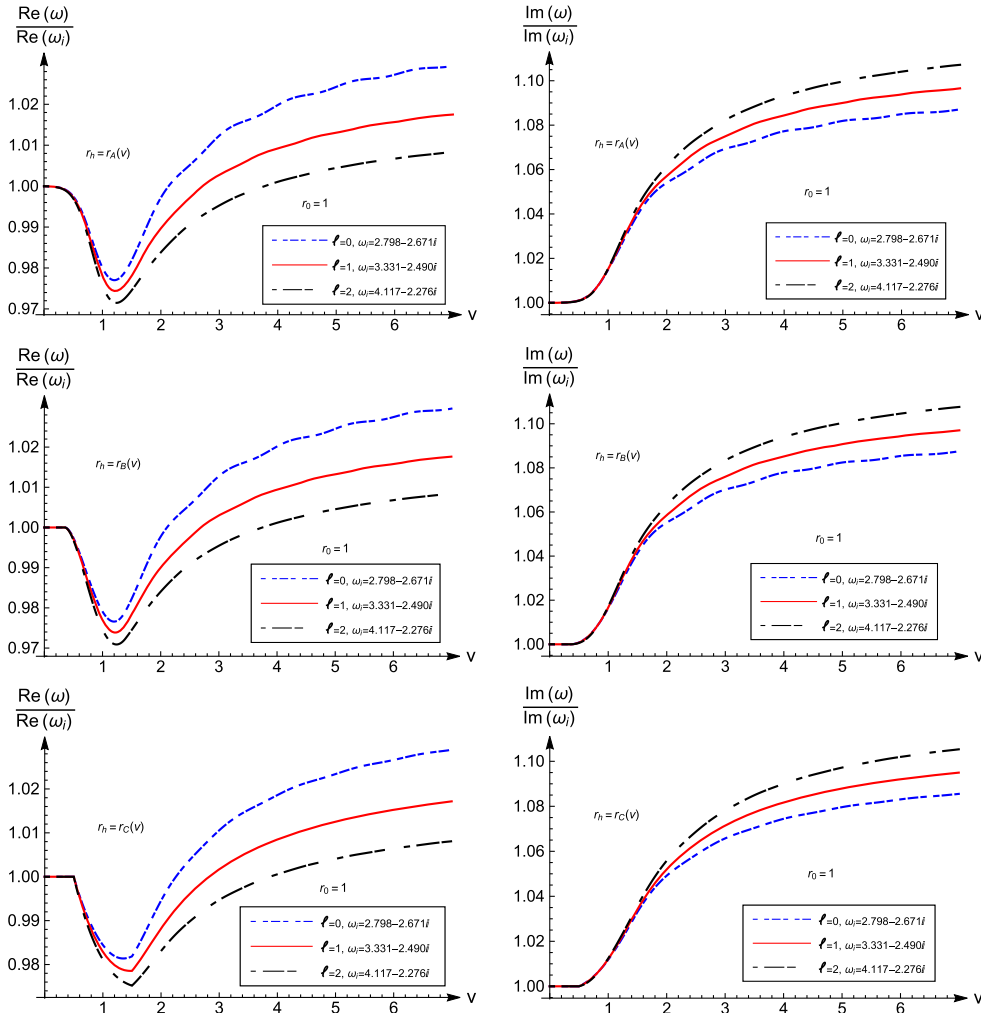 Re (ω)
Re (ωᵢ)
1.02
1.01
1.00
0.99
0.98
0.97
rₕ = r_A(v)
r₀ = 1
ℓ=0, ωᵢ=2.798−2.671i
ℓ=1, ωᵢ=3.331−2.490i
ℓ=2, ωᵢ=4.117−2.276i
1 2 3 4 5 6 v
Im (ω)
Im (ωᵢ)
1.10
1.08
1.06
1.04
1.02
1.00
rₕ = r_A(v)
r₀ = 1
ℓ=0, ωᵢ=2.798−2.671i
ℓ=1, ωᵢ=3.331−2.490i
ℓ=2, ωᵢ=4.117−2.276i
1 2 3 4 5 6 v
Re (ω)
Re (ωᵢ)
1.02
1.01
1.00
0.99
0.98
0.97
rₕ = r_B(v)
r₀ = 1
ℓ=0, ωᵢ=2.798−2.671i
ℓ=1, ωᵢ=3.331−2.490i
ℓ=2, ωᵢ=4.117−2.276i
1 2 3 4 5 6 v
Im (ω)
Im (ωᵢ)
1.10
1.08
1.06
1.04
1.02
1.00
rₕ = r_B(v)
r₀ = 1
ℓ=0, ωᵢ=2.798−2.671i
ℓ=1, ωᵢ=3.331−2.490i
ℓ=2, ωᵢ=4.117−2.276i
1 2 3 4 5 6 v
Re (ω)
Re (ωᵢ)
1.02
1.01
1.00
0.99
0.98
rₕ = r_C(v)
r₀ = 1
ℓ=0, ωᵢ=2.798−2.671i
ℓ=1, ωᵢ=3.331−2.490i
ℓ=2, ωᵢ=4.117−2.276i
1 2 3 4 5 6 v
Im (ω)
Im (ωᵢ)
1.10
1.08
1.06
1.04
1.02
1.00
rₕ = r_C(v)
r₀ = 1
ℓ=0, ωᵢ=2.798−2.671i
ℓ=1, ωᵢ=3.331−2.490i
ℓ=2, ωᵢ=4.117−2.276i
1 2 3 4 5 6 v